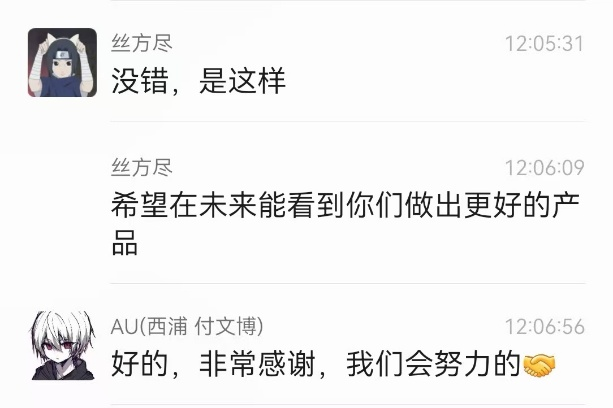 丝方尽 12:05:31
没错，是这样
丝方尽 12:06:09
希望在未来能看到你们做出更好的产
品
AU(西浦 付文博) 12:06:56
好的，非常感谢，我们会努力的🤝